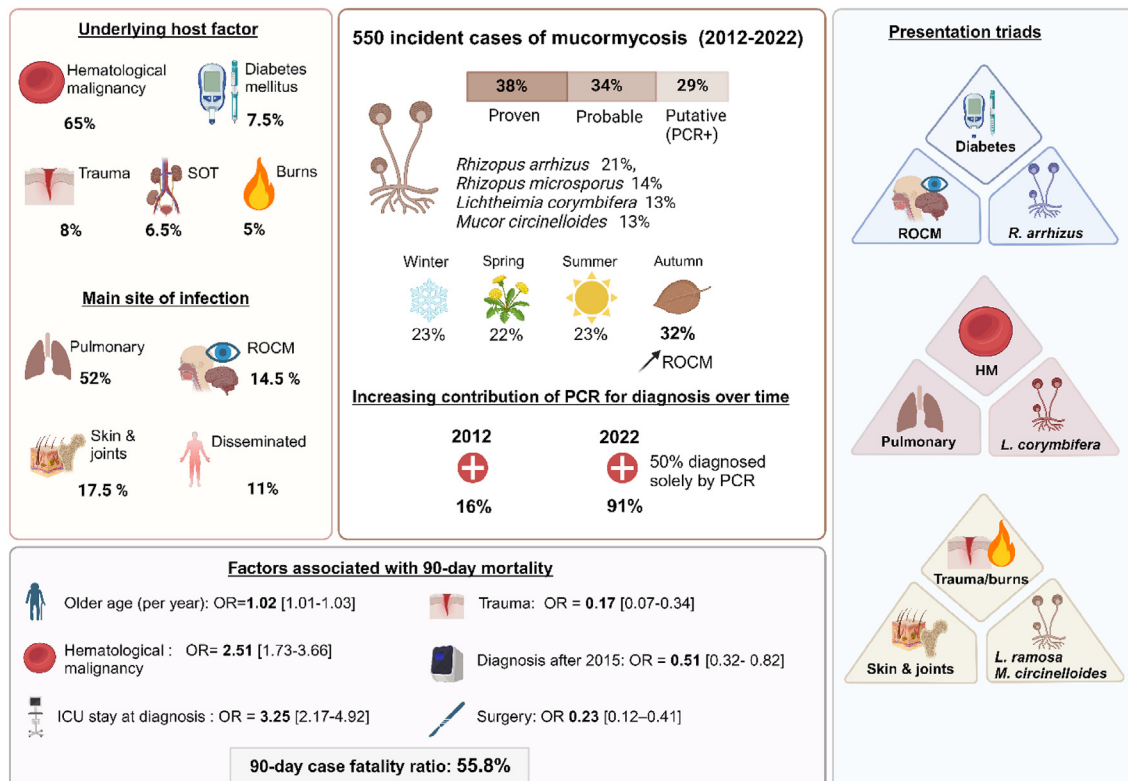 Underlying host factor
Hematological
malignancy
65%
Diabetes
mellitus
7.5%
Trauma
8%
SOT
6.5%
Burns
5%
Main site of infection
Pulmonary
52%
ROCM
14.5 %
Skin &
joints
17.5 %
Disseminated
11%
550 incident cases of mucormycosis (2012-2022)
38%
34%
29%
Proven
Probable
Putative
(PCR+)
Rhizopus arrhizus 21%,
Rhizopus microsporus 14%
Lichtheimia corymbifera 13%
Mucor circinelloides 13%
Winter
Spring
Summer
Autumn
23%
22%
23%
32%
ROCM
Increasing contribution of PCR for diagnosis over time
2012
16%
2022
91%
50% diagnosed
solely by PCR
Factors associated with 90-day mortality
Older age (per year): OR=1.02 [1.01-1.03]
Hematological : OR= 2.51 [1.73-3.66]
malignancy
ICU stay at diagnosis : OR = 3.25 [2.17-4.92]
Trauma: OR = 0.17 [0.07-0.34]
Diagnosis after 2015: OR = 0.51 [0.32- 0.82]
Surgery: OR 0.23 [0.12–0.41]
90-day case fatality ratio: 55.8%
Presentation triads
Diabetes
ROCM
R. arrhizus
HM
Pulmonary
L. corymbifera
Trauma/burns
Skin & joints
L. ramosa
M. circinelloides